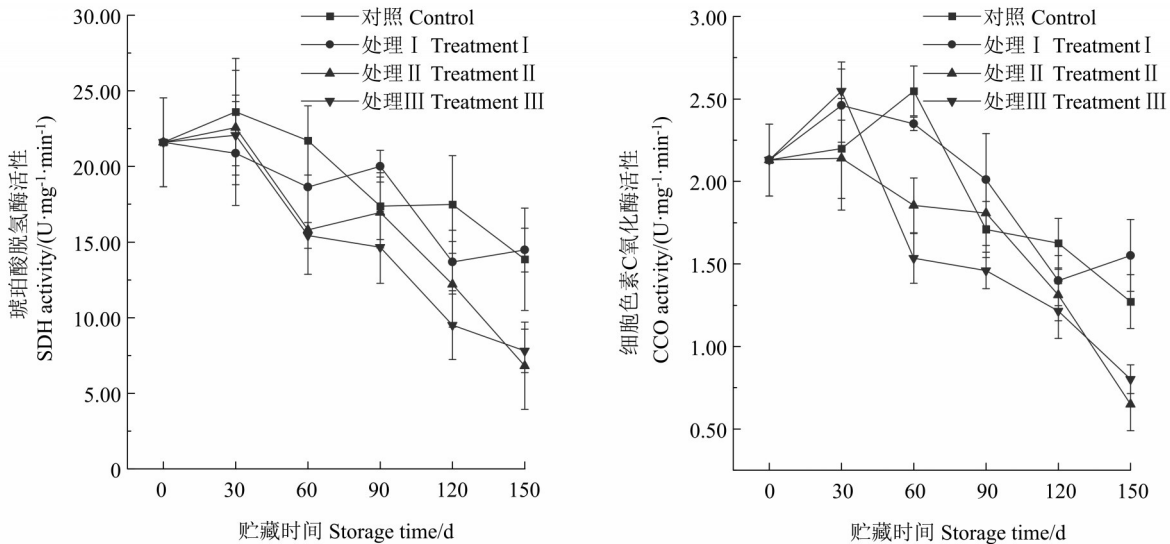 琥珀酸脱氢酶活性
SDH activity/(U·mg⁻¹·min⁻¹)
30.00
25.00
20.00
15.00
10.00
5.00
0
对照 Control
处理Ⅰ Treatment Ⅰ
处理Ⅱ Treatment Ⅱ
处理Ⅲ Treatment Ⅲ
0 30 60 90 120 150
贮藏时间 Storage time/d
细胞色素C氧化酶活性
CCO activity/(U·mg⁻¹·min⁻¹)
3.00
2.50
2.00
1.50
1.00
0.50
对照 Control
处理Ⅰ Treatment Ⅰ
处理Ⅱ Treatment Ⅱ
处理Ⅲ Treatment Ⅲ
0 30 60 90 120 150
贮藏时间 Storage time/d